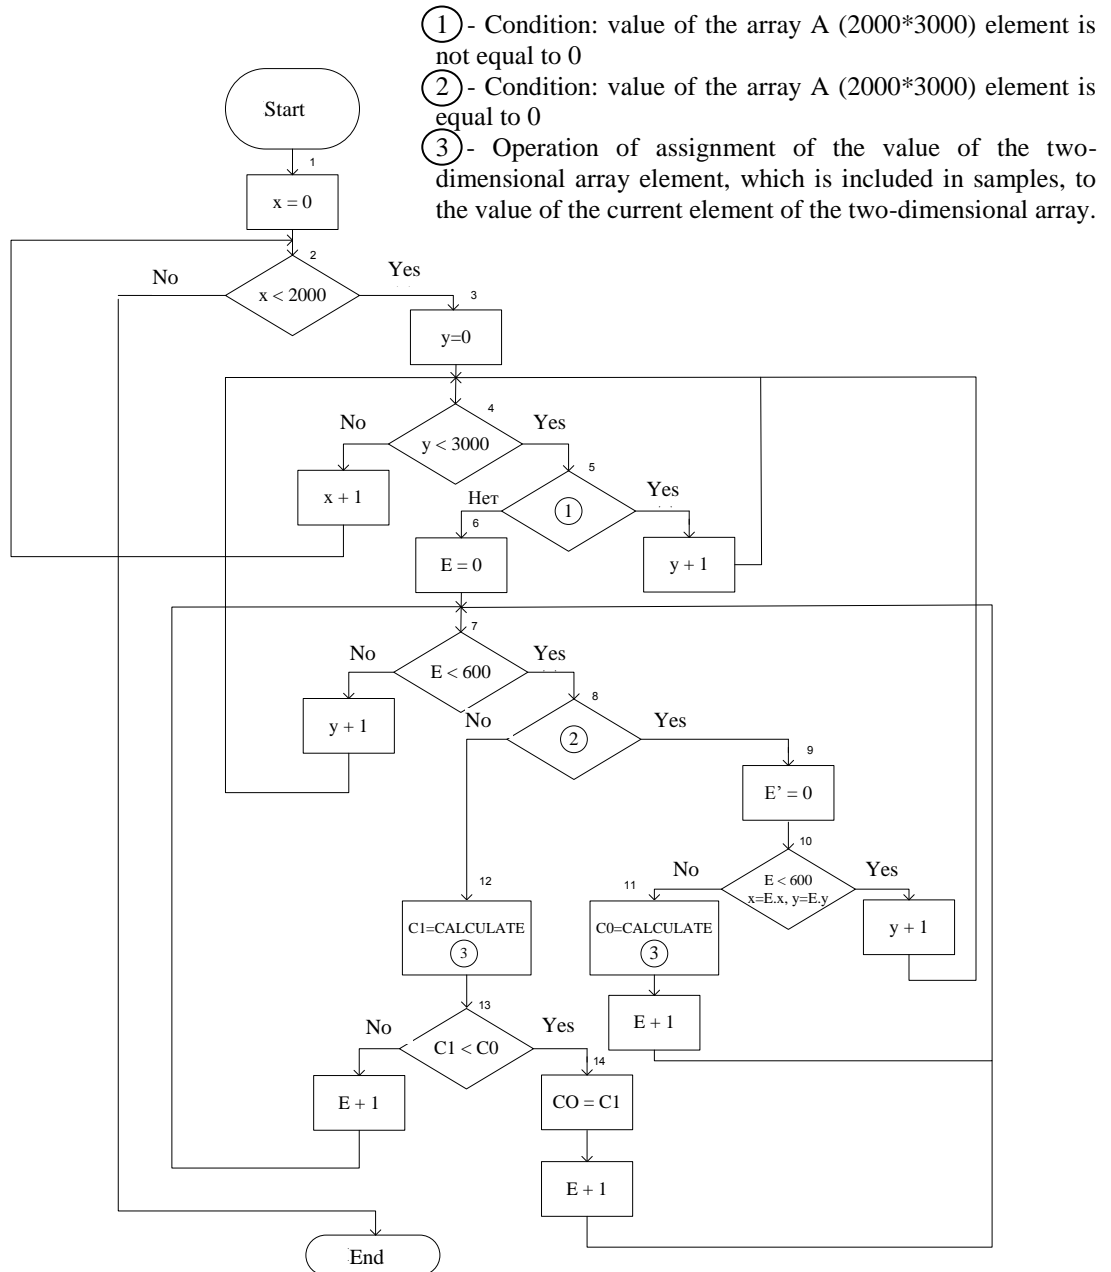 1 - Condition: value of the array A (2000*3000) element is
not equal to 0
2 - Condition: value of the array A (2000*3000) element is
equal to 0
3 - Operation of assignment of the value of the two-
dimensional array element, which is included in samples, to
the value of the current element of the two-dimensional array.
Start
1
x = 0
2
No
Yes
x < 2000
3
y=0
4
No
Yes
y < 3000
5
x + 1
Нет
1
Yes
6
E = 0
y + 1
7
No
Yes
E < 600
8
y + 1
No
2
Yes
9
E’ = 0
10
No
Yes
E < 600
x=E.x, y=E.y
12
11
C1=CALCULATE
3
C0=CALCULATE
3
y + 1
13
E + 1
No
Yes
C1 < C0
14
E + 1
CO = C1
E + 1
End